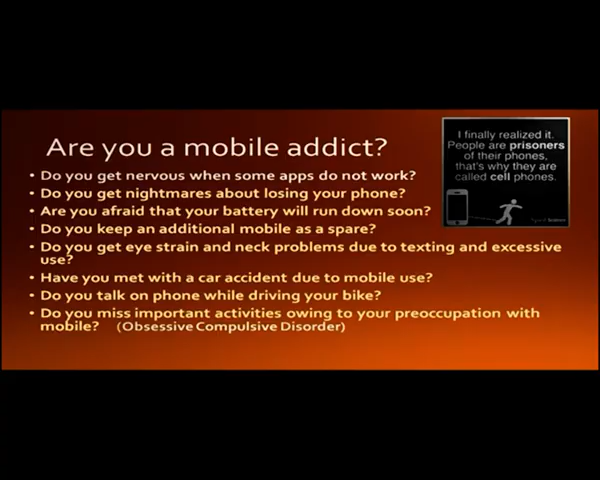 Are you a mobile addict?
I finally realized it.
People are prisoners
of their phones,
that's why they are
called cell phones.
• Do you get nervous when some apps do not work?
• Do you get nightmares about losing your phone?
• Are you afraid that your battery will run down soon?
• Do you keep an additional mobile as a spare?
• Do you get eye strain and neck problems due to texting and excessive
use?
• Have you met with a car accident due to mobile use?
• Do you talk on phone while driving your bike?
• Do you miss important activities owing to your preoccupation with
mobile? (Obsessive Compulsive Disorder)